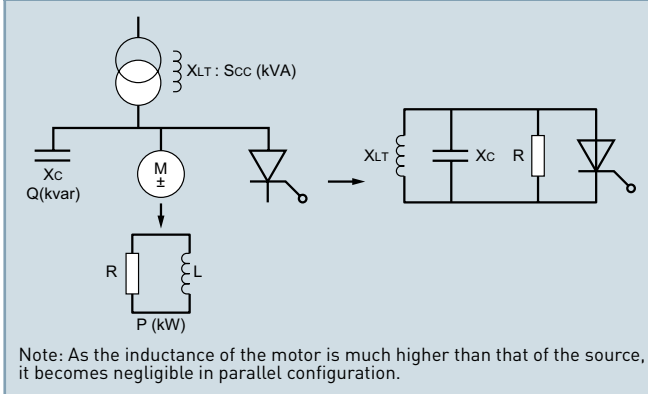 XLT : SCC (kVA)
XC
Q(kvar)
M
±
R
L
P (kW)
XLT
XC
R
Note: As the inductance of the motor is much higher than that of the source,
it becomes negligible in parallel configuration.